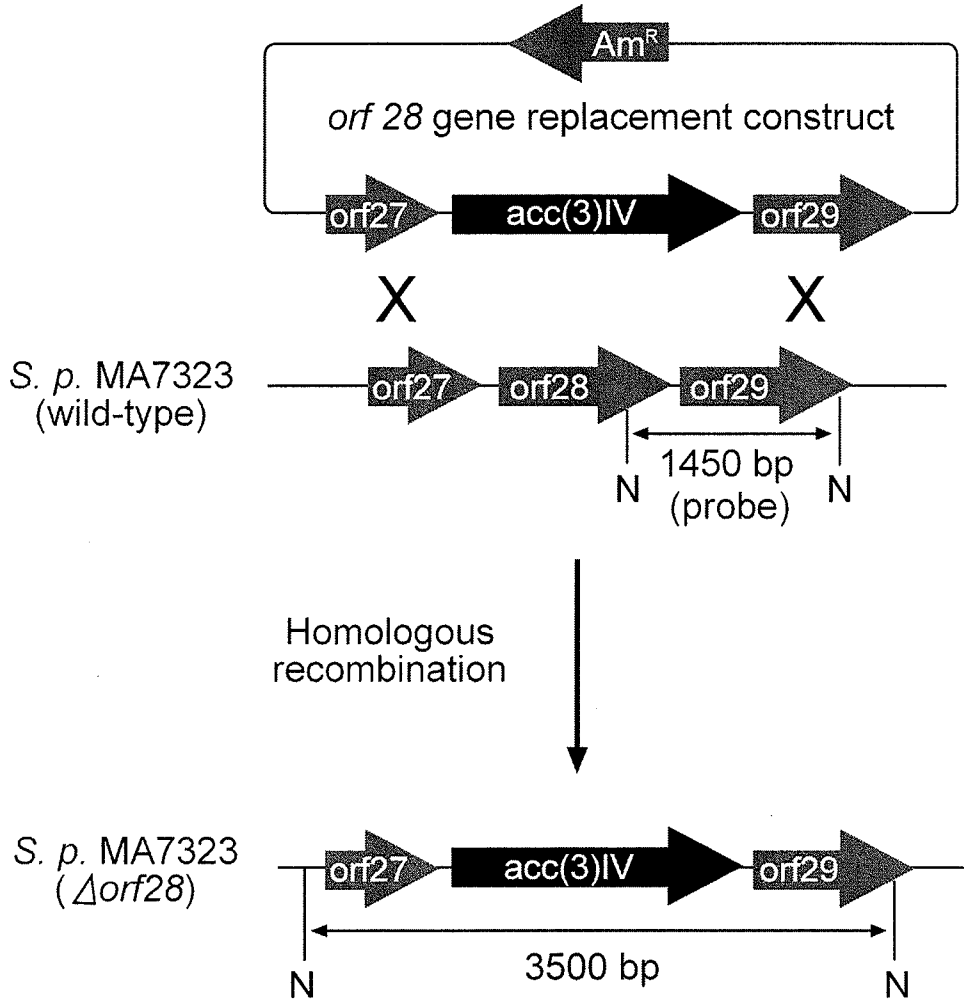 Am^R
orf 28 gene replacement construct
orf27
acc(3)IV
orf29
X
X
S. p. MA7323
(wild-type)
orf27
orf28
orf29
1450 bp
(probe)
N
N
Homologous
recombination
S. p. MA7323
(Δorf28)
orf27
acc(3)IV
orf29
3500 bp
N
N